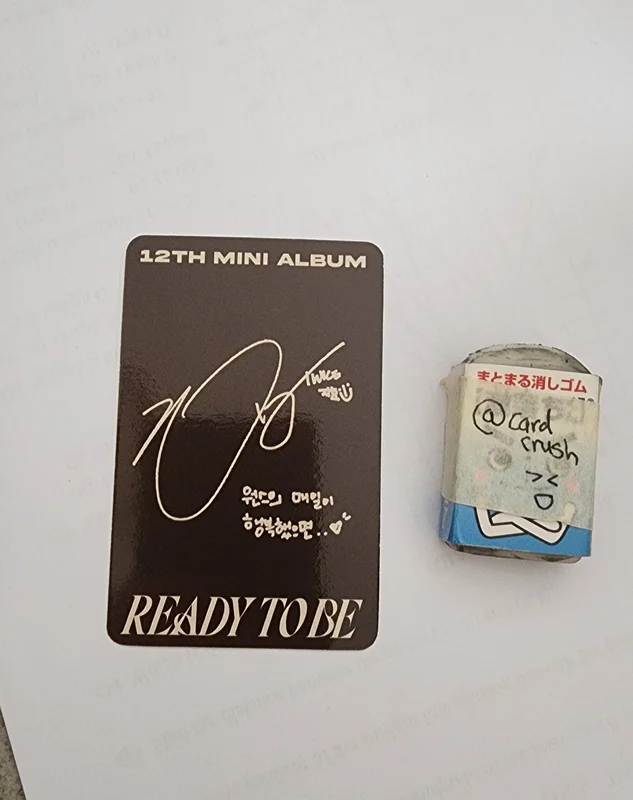 12TH MINI ALBUM
TWICE
원스의 매일이
행복했으면..♡
READY TO BE
まとまる消しゴム
@card
crush